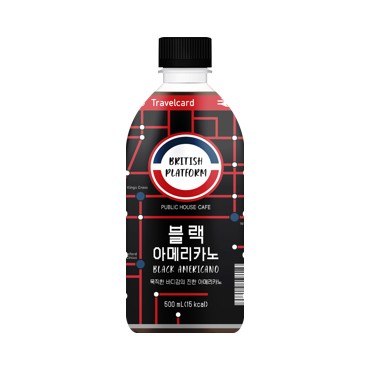 Travelcard
BRITISH
PLATFORM
PUBLIC HOUSE CAFE
블랙
아메리카노
BLACK AMERICANO
묵직한 바디감의 진한 아메리카노
500 mL(15 kcal)